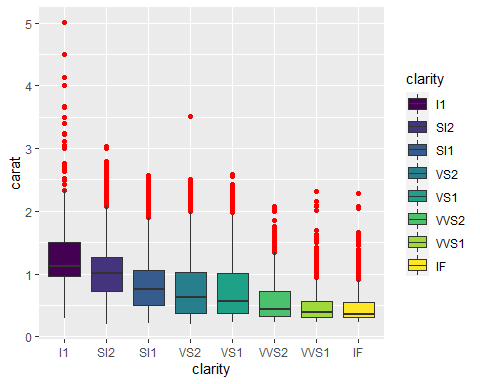 5
4
3
2
1
0
carat
I1 SI2 SI1 VS2 VS1 VVS2 VVS1 IF
clarity
clarity
I1
SI2
SI1
VS2
VS1
VVS2
VVS1
IF